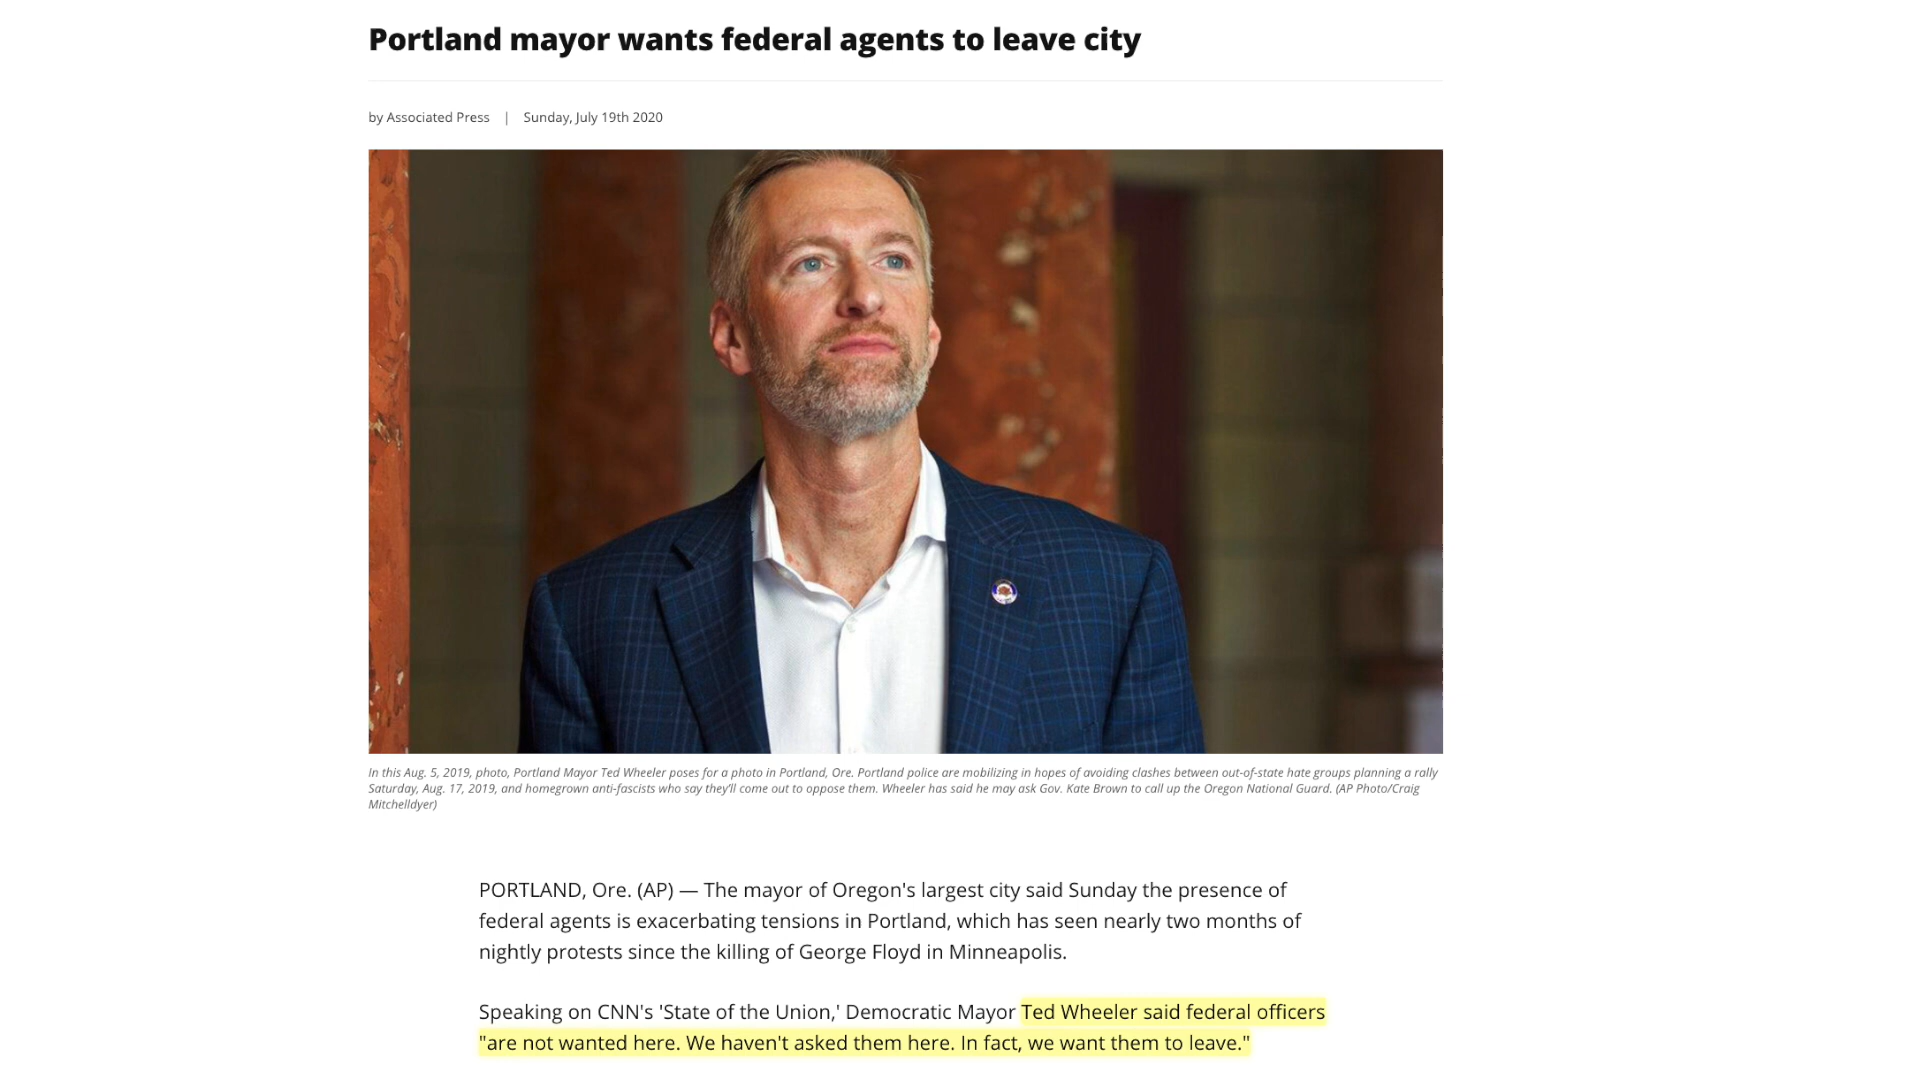 Portland mayor wants federal agents to leave city
by Associated Press | Sunday, July 19th 2020
In this Aug. 5, 2019, photo, Portland Mayor Ted Wheeler poses for a photo in Portland, Ore. Portland police are mobilizing in hopes of avoiding clashes between out-of-state hate groups planning a rally
Saturday, Aug. 17, 2019, and homegrown anti-fascists who say they'll come out to oppose them. Wheeler has said he may ask Gov. Kate Brown to call up the Oregon National Guard. (AP Photo/Craig
Mitchelldyer)
PORTLAND, Ore. (AP) — The mayor of Oregon's largest city said Sunday the presence of
federal agents is exacerbating tensions in Portland, which has seen nearly two months of
nightly protests since the killing of George Floyd in Minneapolis.
Speaking on CNN's 'State of the Union,' Democratic Mayor Ted Wheeler said federal officers
"are not wanted here. We haven't asked them here. In fact, we want them to leave."